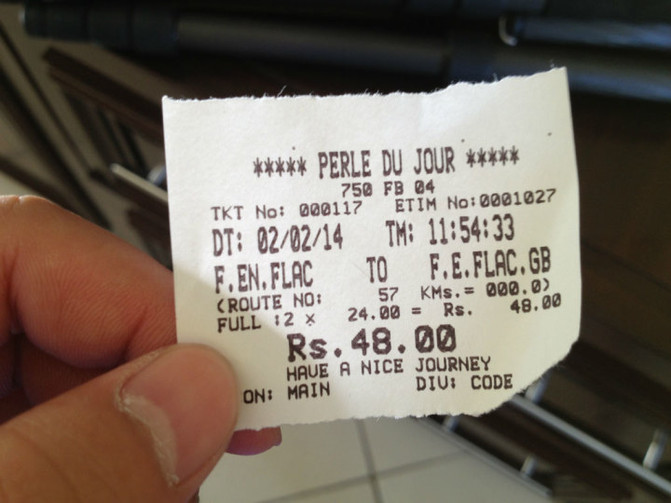 ***** PERLE DU JOUR *****
750 FB 04
TKT No: 000117 ETIM No:0001027
DT: 02/02/14 TM: 11:54:33
F.EN.FLAC TO F.E.FLAC.GB
(ROUTE NO: 57 KMs.= 000.0)
FULL :2 x 24.00 = Rs. 48.00
Rs.48.00
HAVE A NICE JOURNEY
ON: MAIN DIV: CODE